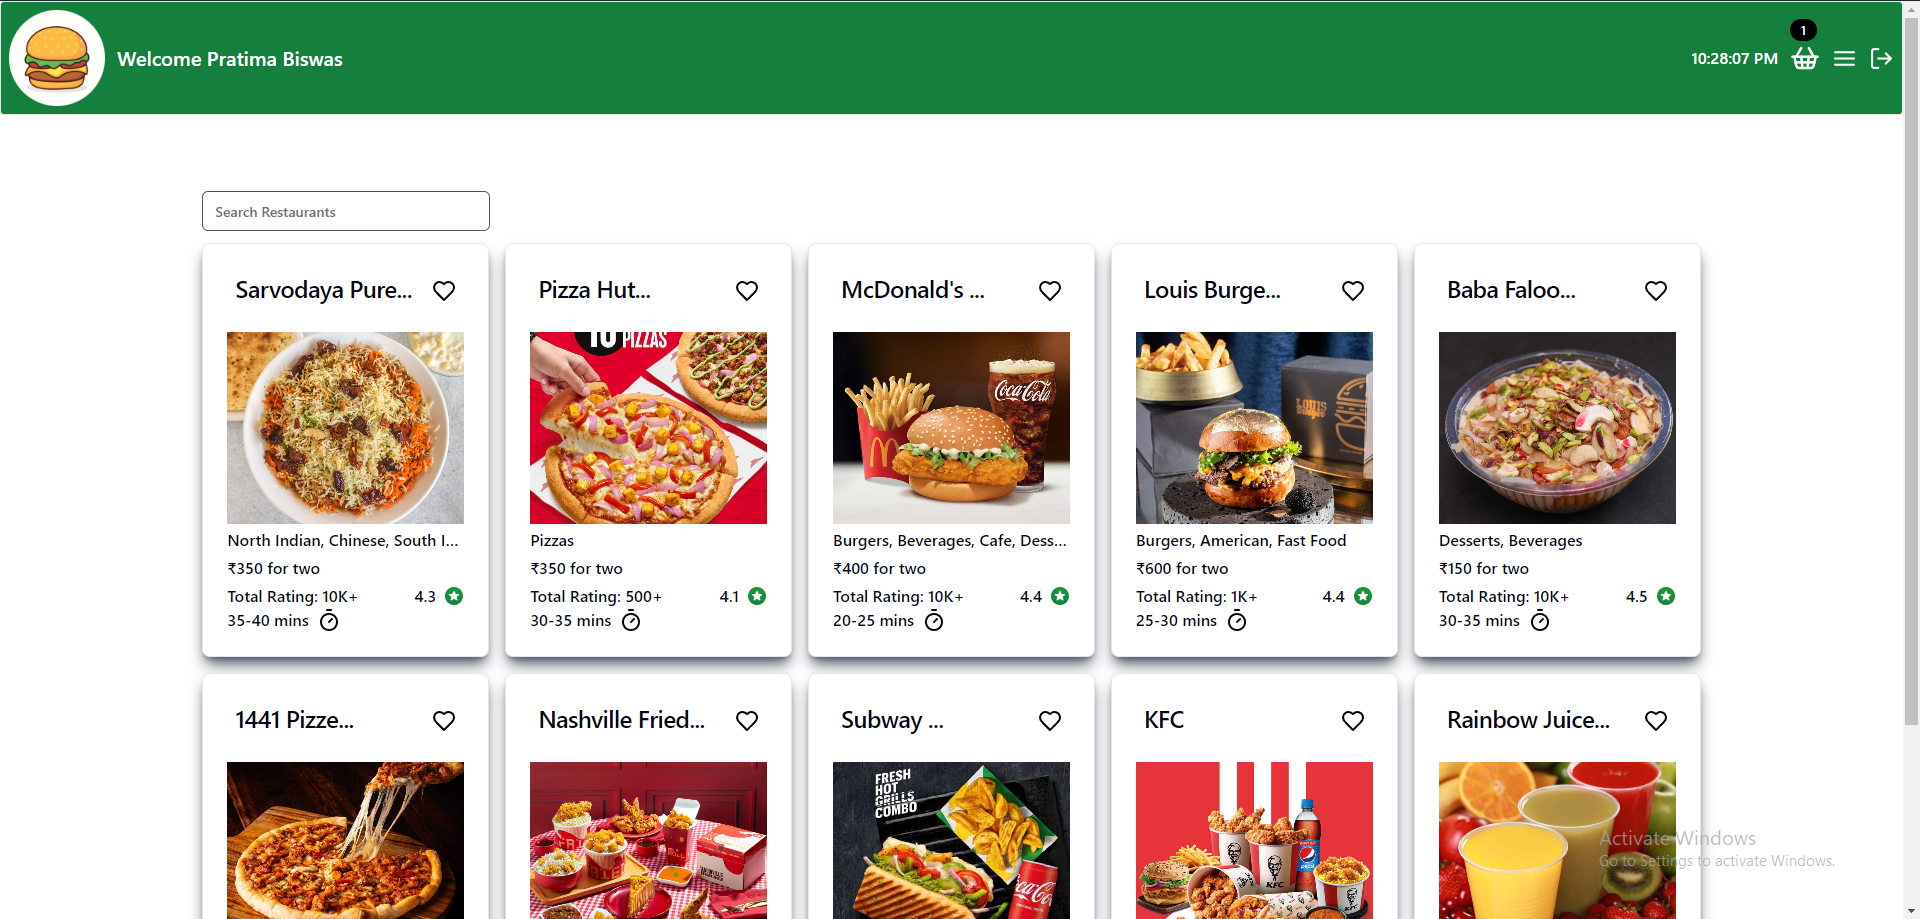 1
Welcome Pratima Biswas
10:28:07 PM
Search Restaurants
Sarvodaya Pure...
Pizza Hut...
McDonald's ...
Louis Burge...
Baba Faloo...
10 PIZZAS
Coca-Cola
LOUIS
burger
North Indian, Chinese, South I...
Pizzas
Burgers, Beverages, Cafe, Dess...
Burgers, American, Fast Food
Desserts, Beverages
₹350 for two
₹350 for two
₹400 for two
₹600 for two
₹150 for two
Total Rating: 10K+ 4.3
Total Rating: 500+ 4.1
Total Rating: 10K+ 4.4
Total Rating: 1K+ 4.4
Total Rating: 10K+ 4.5
35-40 mins
30-35 mins
20-25 mins
25-30 mins
30-35 mins
1441 Pizze...
Nashville Fried...
Subway ...
KFC
Rainbow Juice...
FRESH
HOT
GRILLS
COMBO
Coca-Cola
pepsi
KFC
KFC
Activate Windows
Go to Settings to activate Windows.